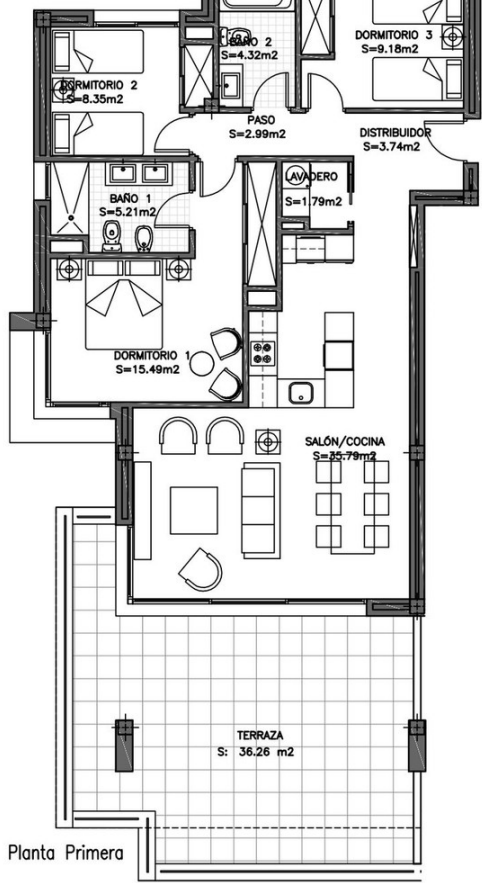 BAÑO 2
S=4.32m2
DORMITORIO 3
S=9.18m2
DORMITORIO 2
S=8.35m2
PASO
S=2.99m2
DISTRIBUIDOR
S=3.74m2
LAVADERO
S=1.79m2
BAÑO 1
S=5.21m2
DORMITORIO 1
S=15.49m2
SALÓN/COCINA
S=35.79m2
TERRAZA
S: 36.26 m2
Planta Primera